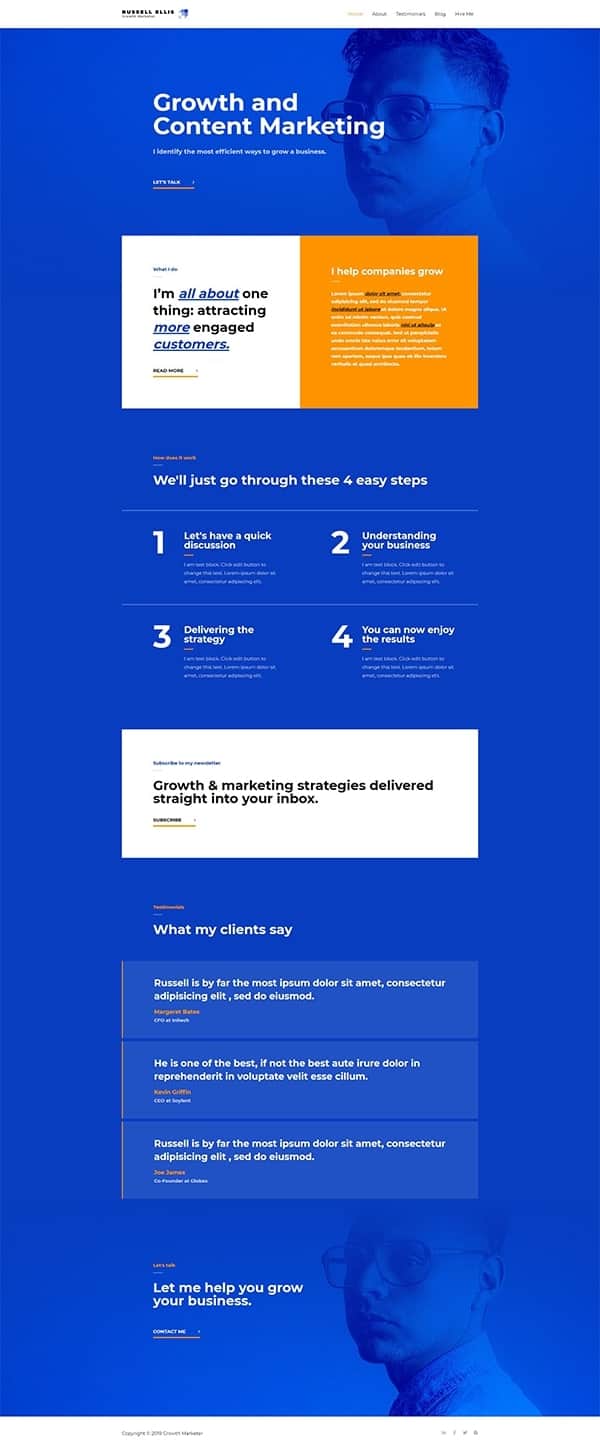 RUSSELL ELLIS
Growth Marketer
Home About Testimonials Blog Hire Me
Growth and
Content Marketing
I identify the most efficient ways to grow a business.
LET'S TALK
What I do
I'm all about one
thing: attracting
more engaged
customers.
READ MORE
I help companies grow
Lorem ipsum dolor sit amet, consectetur
adipisicing elit, sed do eiusmod tempor
incididunt ut labore et dolore magna aliqua. Ut
enim ad minim veniam, quis nostrud
exercitation ullamco laboris nisi ut aliquip ex
ea commodo consequat. Sed ut perspiciatis
unde omnis iste natus error sit voluptatem
accusantium doloremque laudantium, totam
rem aperiam, eaque ipsa quae ab illo inventore
veritatis et quasi architecto.
How does it work
We'll just go through these 4 easy steps
1
Let's have a quick
discussion
I am text block. Click edit button to
change this text. Lorem ipsum dolor sit
amet, consectetur adipiscing elit.
2
Understanding
your business
I am text block. Click edit button to
change this text. Lorem ipsum dolor sit
amet, consectetur adipiscing elit.
3
Delivering the
strategy
I am text block. Click edit button to
change this text. Lorem ipsum dolor sit
amet, consectetur adipiscing elit.
4
You can now enjoy
the results
I am text block. Click edit button to
change this text. Lorem ipsum dolor sit
amet, consectetur adipiscing elit.
Subscribe to my newsletter
Growth & marketing strategies delivered
straight into your inbox.
SUBSCRIBE
Testimonials
What my clients say
Russell is by far the most ipsum dolor sit amet, consectetur
adipisicing elit , sed do eiusmod.
Margaret Bates
CFO at Initech
He is one of the best, if not the best aute irure dolor in
reprehenderit in voluptate velit esse cillum.
Kevin Griffin
CEO at Soylent
Russell is by far the most ipsum dolor sit amet, consectetur
adipisicing elit , sed do eiusmod.
Joe James
Co-Founder at Globex
Let's talk
Let me help you grow
your business.
CONTACT ME
Copyright © 2019 Growth Marketer